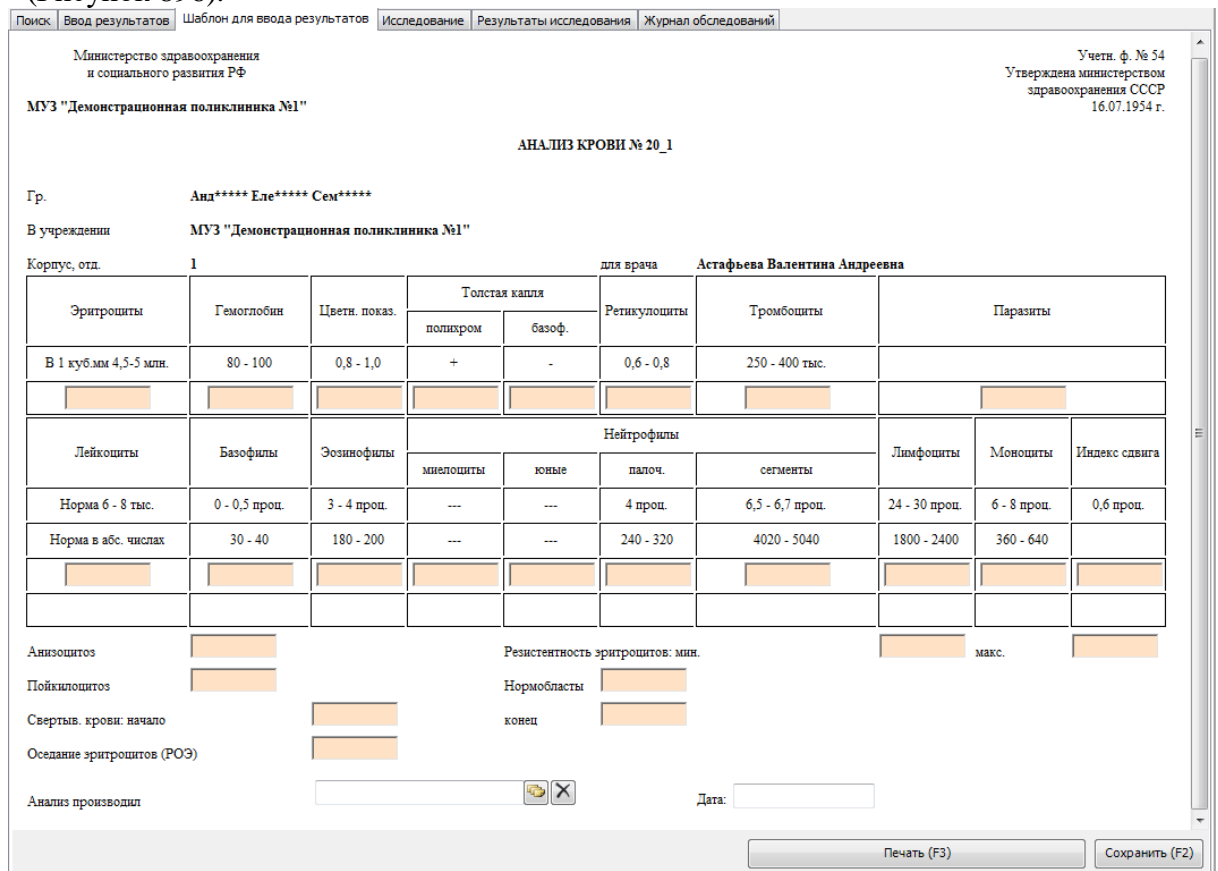 Поиск Ввод результатов Шаблон для ввода результатов Исследование Результаты исследования Журнал обследований
Министерство здравоохранения
и социального развития РФ
Учетн. ф. № 54
Утверждена министерством
здравоохранения СССР
16.07.1954 г.
МУЗ "Демонстрационная поликлиника №1"
АНАЛИЗ КРОВИ № 20_1
Гр. Анд***** Еле***** Сем*****
В учреждении МУЗ "Демонстрационная поликлиника №1"
Корпус, отд. 1 для врача Астафьева Валентина Андреевна
Эритроциты Гемоглобин Цветн. показ. Толстая капля Ретикулоциты Тромбоциты Паразиты
полихром базоф.
В 1 куб.мм 4,5-5 млн. 80 - 100 0,8 - 1,0 + - 0,6 - 0,8 250 - 400 тыс.
Лейкоциты Базофилы Эозинофилы Нейтрофилы Лимфоциты Моноциты Индекс сдвига
миелоциты юные палоч. сегменты
Норма 6 - 8 тыс. 0 - 0,5 проц. 3 - 4 проц. --- --- 4 проц. 6,5 - 6,7 проц. 24 - 30 проц. 6 - 8 проц. 0,6 проц.
Норма в абс. числах 30 - 40 180 - 200 --- --- 240 - 320 4020 - 5040 1800 - 2400 360 - 640
Анизоцитоз Резистентность эритроцитов: мин. макс.
Пойкилоцитоз Нормобласты
Свертыв. крови: начало конец
Оседание эритроцитов (РОЭ)
Анализ производил Дата:
Печать (F3) Сохранить (F2)